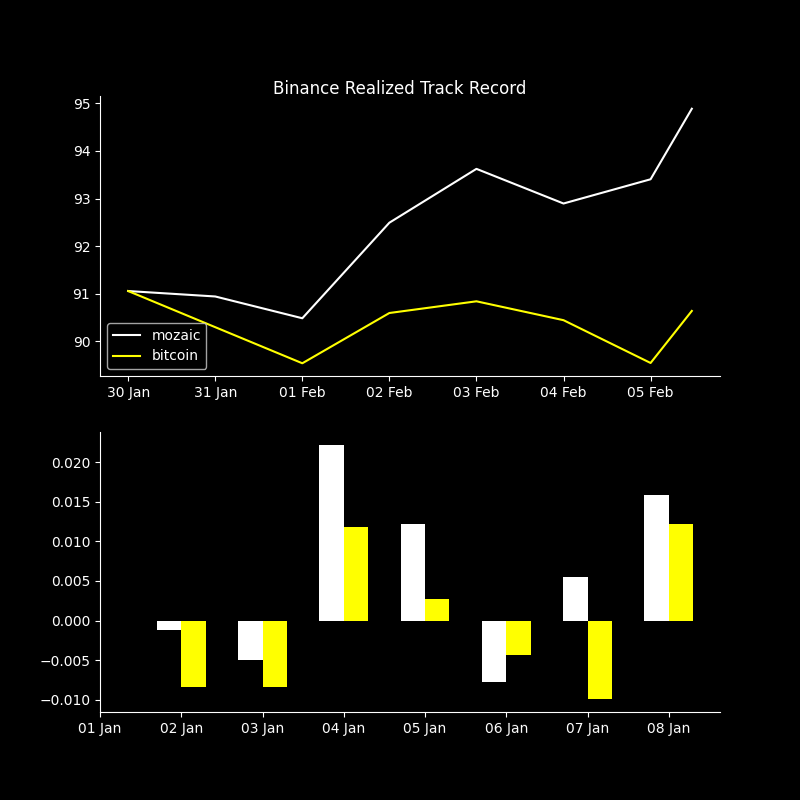 Binance Realized Track Record
95
94
93
92
91
90
mozaic
bitcoin
30 Jan 31 Jan 01 Feb 02 Feb 03 Feb 04 Feb 05 Feb
0.020
0.015
0.010
0.005
0.000
−0.005
−0.010
01 Jan 02 Jan 03 Jan 04 Jan 05 Jan 06 Jan 07 Jan 08 Jan